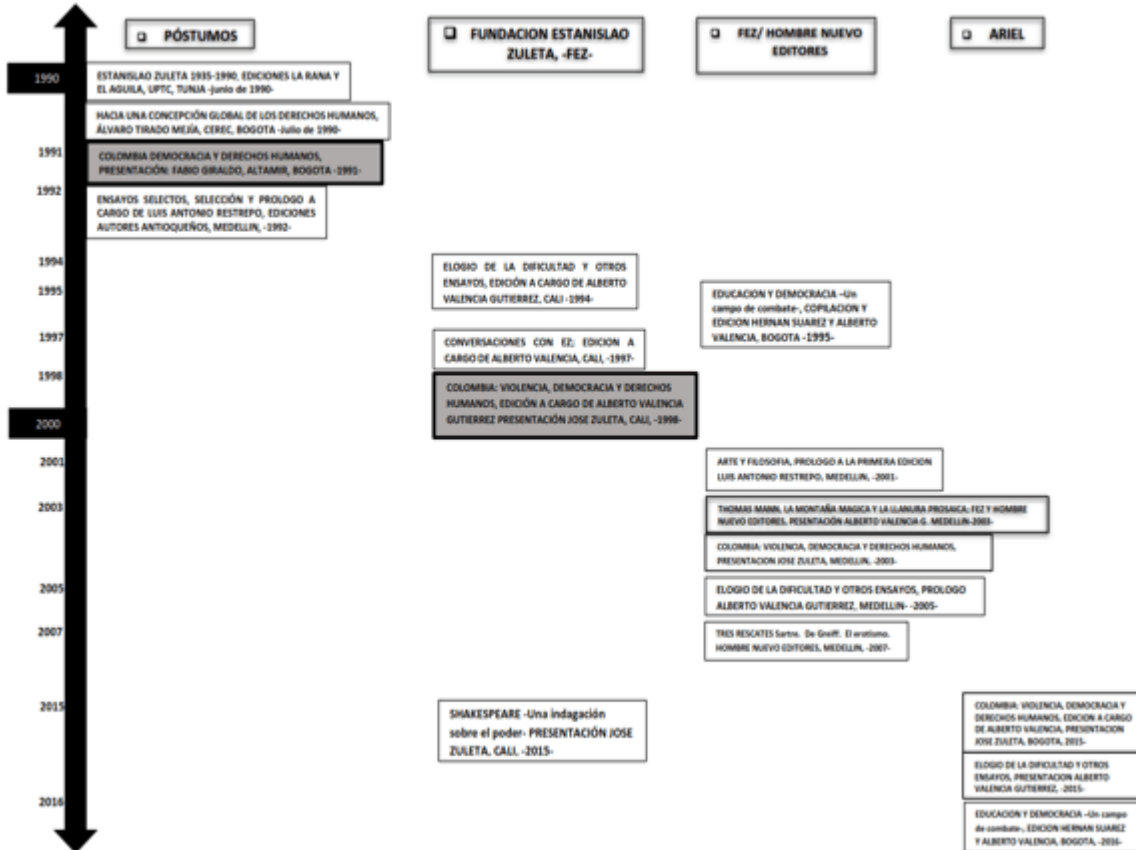 PÓSTUMOS
FUNDACION ESTANISLAO
ZULETA, -FEZ-
FEZ/ HOMBRE NUEVO
EDITORES
ARIEL
1990
ESTANISLAO ZULETA 1935-1990, EDICIONES LA RANA Y
EL AGUILA, UPTC, TUNJA -junio de 1990-
HACIA UNA CONCEPCIÓN GLOBAL DE LOS DERECHOS HUMANOS,
ÁLVARO TIRADO MEJÍA, CEREC, BOGOTA -Julio de 1990-
1991
COLOMBIA DEMOCRACIA Y DERECHOS HUMANOS,
PRESENTACIÓN: FABIO GIRALDO, ALTAMIR, BOGOTA -1991-
1992
ENSAYOS SELECTOS, SELECCIÓN Y PROLOGO A
CARGO DE LUIS ANTONIO RESTREPO, EDICIONES
AUTORES ANTIOQUEÑOS, MEDELLIN, -1992-
1994
ELOGIO DE LA DIFICULTAD Y OTROS
ENSAYOS, EDICIÓN A CARGO DE ALBERTO
VALENCIA GUTIERREZ, CALI -1994-
1995
EDUCACION Y DEMOCRACIA –Un
campo de combate-, COPILACION Y
EDICION HERNAN SUAREZ Y ALBERTO
VALENCIA, BOGOTA -1995-
1997
CONVERSACIONES CON EZ; EDICION A
CARGO DE ALBERTO VALENCIA, CALI, -1997-
1998
COLOMBIA: VIOLENCIA, DEMOCRACIA Y DERECHOS
HUMANOS, EDICIÓN A CARGO DE ALBERTO VALENCIA
GUTIERREZ PRESENTACIÓN JOSE ZULETA, CALI, -1998-
2000
2001
ARTE Y FILOSOFIA, PROLOGO A LA PRIMERA EDICION
LUIS ANTONIO RESTREPO, MEDELLIN, -2001-
2003
THOMAS MANN, LA MONTAÑA MAGICA Y LA LLANURA PROSAICA; FEZ Y HOMBRE
NUEVO EDITORES, PESENTACIÓN ALBERTO VALENCIA G. MEDELLIN-2003-
COLOMBIA: VIOLENCIA, DEMOCRACIA Y DERECHOS HUMANOS,
PRESENTACION JOSE ZULETA, MEDELLIN, -2003-
2005
ELOGIO DE LA DIFICULTAD Y OTROS ENSAYOS, PROLOGO
ALBERTO VALENCIA GUTIERREZ, MEDELLIN- -2005-
2007
TRES RESCATES Sartre. De Greiff. El erotismo.
HOMBRE NUEVO EDITORES, MEDELLIN, -2007-
2015
SHAKESPEARE -Una indagación
sobre el poder- PRESENTACIÓN JOSE
ZULETA, CALI, -2015-
COLOMBIA: VIOLENCIA, DEMOCRACIA Y
DERECHOS HUMANOS, EDICION A CARGO
DE ALBERTO VALENCIA, PRESENTACION
JOSE ZULETA, BOGOTA, 2015-
ELOGIO DE LA DIFICULTAD Y OTROS
ENSAYOS, PRESENTACION ALBERTO
VALENCIA GUTIERREZ, -2015-
2016
EDUCACION Y DEMOCRACIA –Un campo
de combate-, EDICION HERNAN SUAREZ
Y ALBERTO VALENCIA, BOGOTA, -2016-